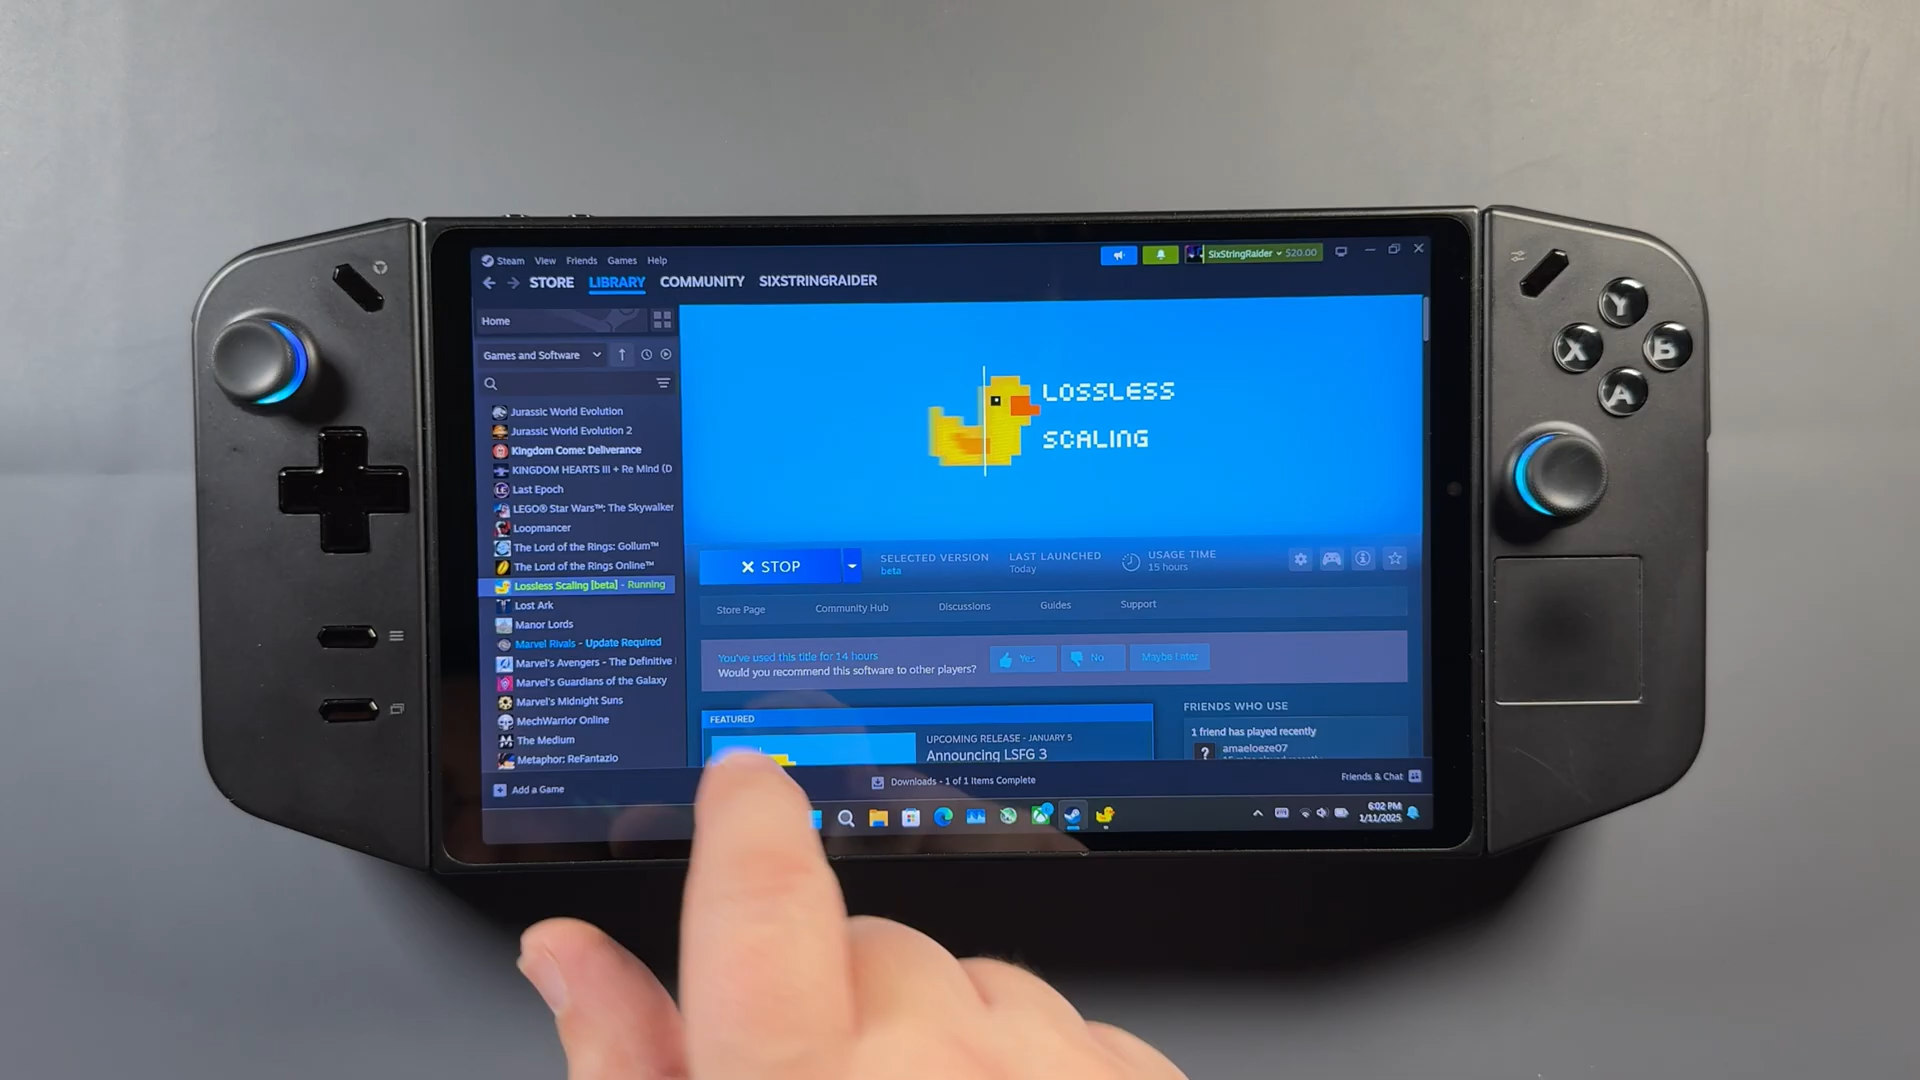 Steam View Friends Games Help
SixStringRaider $20.00
STORE LIBRARY COMMUNITY SIXSTRINGRAIDER
Home
Games and Software
Jurassic World Evolution
Jurassic World Evolution 2
Kingdom Come: Deliverance
KINGDOM HEARTS III + Re Mind (D
Last Epoch
LEGO® Star Wars™: The Skywalker
Loopmancer
The Lord of the Rings: Gollum™
The Lord of the Rings Online™
Lossless Scaling [beta] - Running
Lost Ark
Manor Lords
Marvel Rivals - Update Required
Marvel's Avengers - The Definitive
Marvel's Guardians of the Galaxy
Marvel's Midnight Suns
MechWarrior Online
The Medium
Metaphor: ReFantazio
Add a Game
LOSSLESS
SCALING
STOP
SELECTED VERSION
beta
LAST LAUNCHED
Today
USAGE TIME
15 hours
Store Page Community Hub Discussions Guides Support
You've used this title for 14 hours
Would you recommend this software to other players?
Yes No Maybe Later
FEATURED
UPCOMING RELEASE - JANUARY 5
Announcing LSFG 3
FRIENDS WHO USE
1 friend has played recently
?
amaeloeze07
Downloads - 1 of 1 Items Complete
Friends & Chat
6:02 PM
1/11/2025
Y
X
B
A